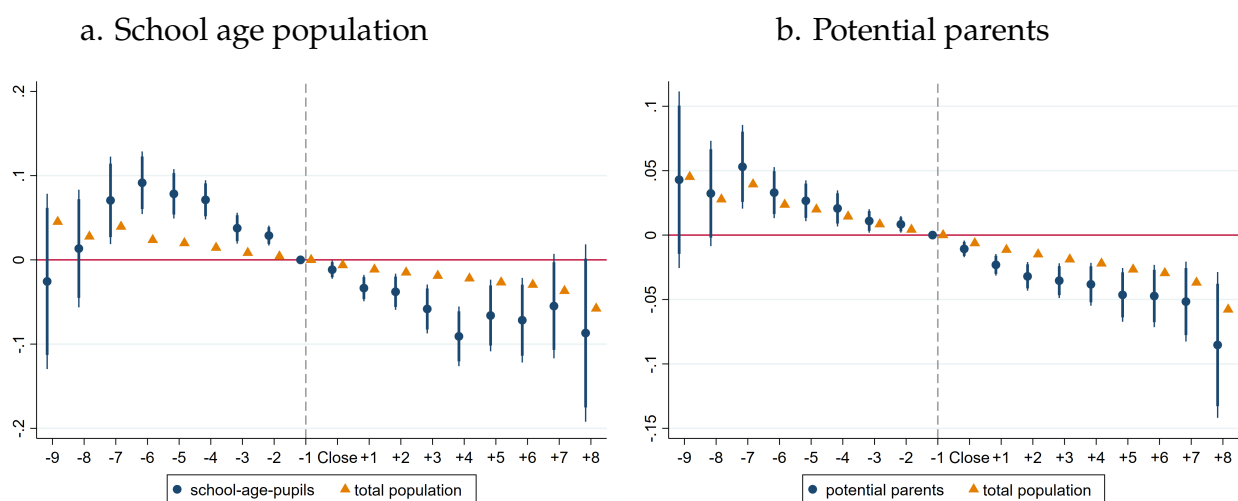 a. School age population
b. Potential parents
.2
.1
0
-.1
-.2
-9 -8 -7 -6 -5 -4 -3 -2 -1 Close +1 +2 +3 +4 +5 +6 +7 +8
school-age-pupils total population
.1
.05
0
-.05
-.1
-.15
-9 -8 -7 -6 -5 -4 -3 -2 -1 Close +1 +2 +3 +4 +5 +6 +7 +8
potential parents total population